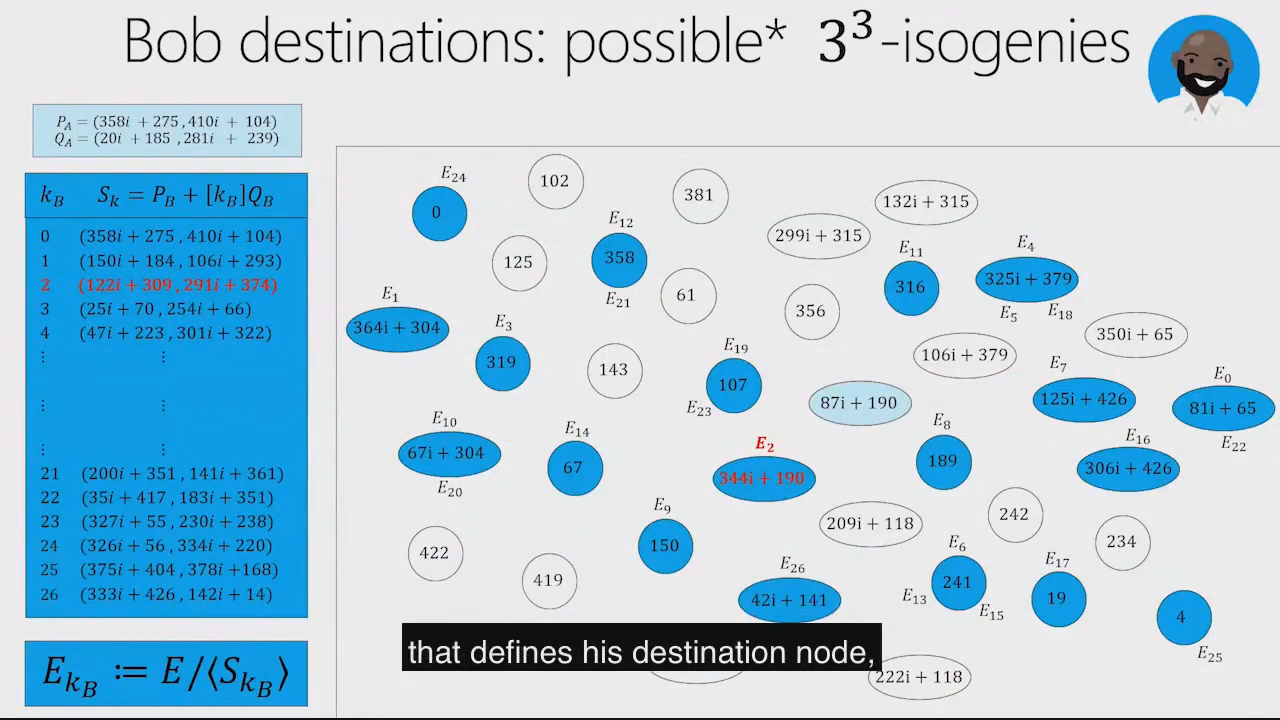 Bob destinations: possible* 3³-isogenies
P_A = (358i + 275 , 410i + 104)
Q_A = (20i + 185 , 281i + 239)
k_B S_k = P_B + [k_B]Q_B
0 (358i + 275 , 410i + 104)
1 (150i + 184 , 106i + 293)
2 (122i + 309 , 291i + 374)
3 (25i + 70 , 254i + 66)
4 (47i + 223 , 301i + 322)
⋮ ⋮
⋮ ⋮
⋮ ⋮
21 (200i + 351 , 141i + 361)
22 (35i + 417 , 183i + 351)
23 (327i + 55 , 230i + 238)
24 (326i + 56 , 334i + 220)
25 (375i + 404 , 378i +168)
26 (333i + 426 , 142i + 14)
E_{k_B} := E/⟨S_{k_B}⟩
E₂₄
0
102
381
132i + 315
299i + 315
E₁₂
358
E₂₁
125
61
356
E₁₁
316
E₄
325i + 379
E₅ E₁₈
350i + 65
E₁
364i + 304
E₃
319
143
E₁₉
107
E₂₃
106i + 379
87i + 190
E₇
125i + 426
E₀
81i + 65
E₂₂
E₁₀
67i + 304
E₂₀
E₁₄
67
E₂
344i + 190
E₈
189
E₁₆
306i + 426
E₉
150
209i + 118
242
234
422
419
E₂₆
42i + 141
E₆
241
E₁₃ E₁₅
E₁₇
19
4
E₂₅
that defines his destination node,
222i + 118